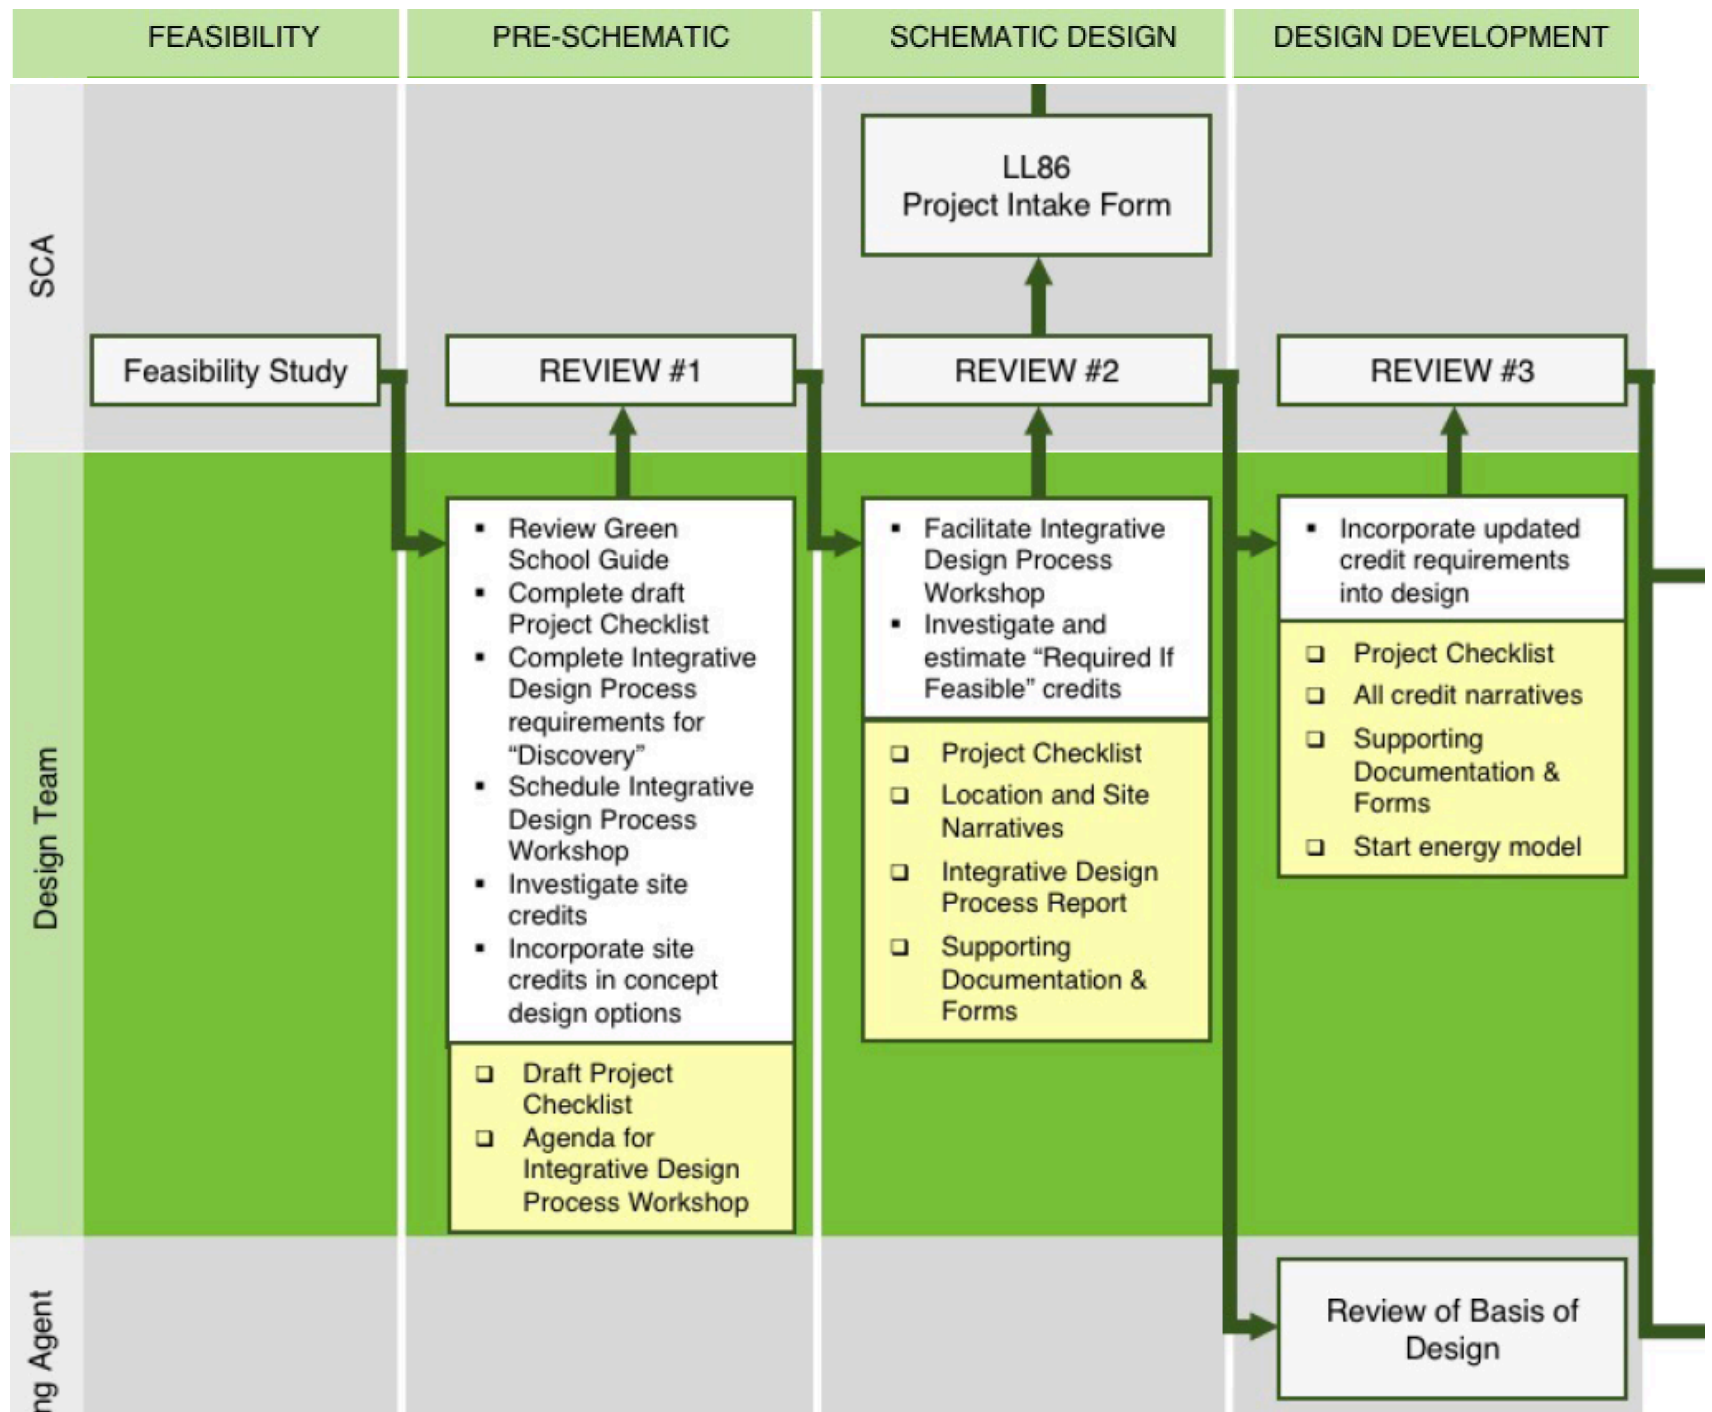 FEASIBILITY
PRE-SCHEMATIC
SCHEMATIC DESIGN
DESIGN DEVELOPMENT
SCA
LL86
Project Intake Form
Feasibility Study
REVIEW #1
REVIEW #2
REVIEW #3
Design Team
▪ Review Green
School Guide
▪ Complete draft
Project Checklist
▪ Complete Integrative
Design Process
requirements for
“Discovery”
▪ Schedule Integrative
Design Process
Workshop
▪ Investigate site
credits
▪ Incorporate site
credits in concept
design options
❑ Draft Project
Checklist
❑ Agenda for
Integrative Design
Process Workshop
▪ Facilitate Integrative
Design Process
Workshop
▪ Investigate and
estimate “Required If
Feasible” credits
❑ Project Checklist
❑ Location and Site
Narratives
❑ Integrative Design
Process Report
❑ Supporting
Documentation &
Forms
▪ Incorporate updated
credit requirements
into design
❑ Project Checklist
❑ All credit narratives
❑ Supporting
Documentation &
Forms
❑ Start energy model
ng Agent
Review of Basis of
Design